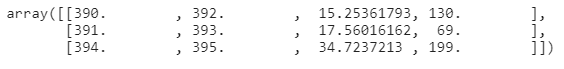 array([[390.        , 392.        ,  15.25361793, 130.        ],
       [391.        , 393.        ,  17.56016162,  69.        ],
       [394.        , 395.        ,  34.7237213 , 199.        ]])